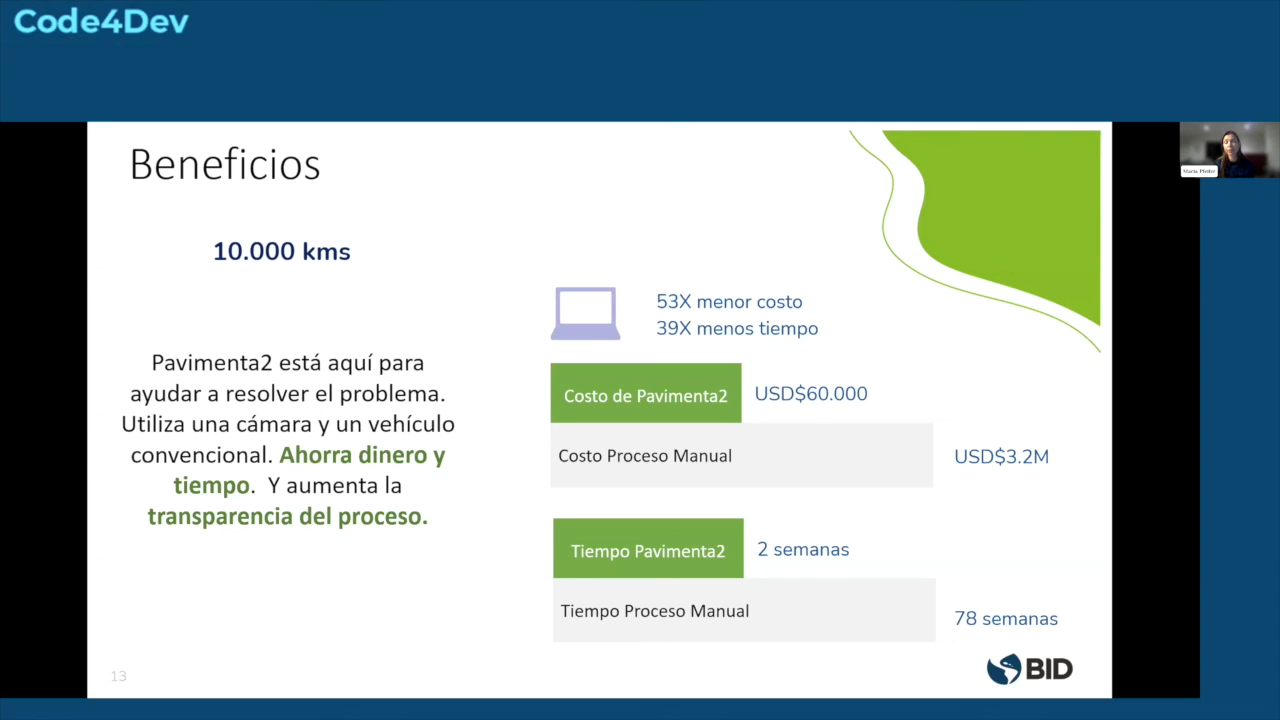 Code4Dev
Beneficios
10.000 kms
53X menor costo
39X menos tiempo
Pavimenta2 está aquí para
ayudar a resolver el problema.
Utiliza una cámara y un vehículo
convencional. Ahorra dinero y
tiempo. Y aumenta la
transparencia del proceso.
Costo de Pavimenta2
USD$60.000
Costo Proceso Manual
USD$3.2M
Tiempo Pavimenta2
2 semanas
Tiempo Proceso Manual
78 semanas
13
BID